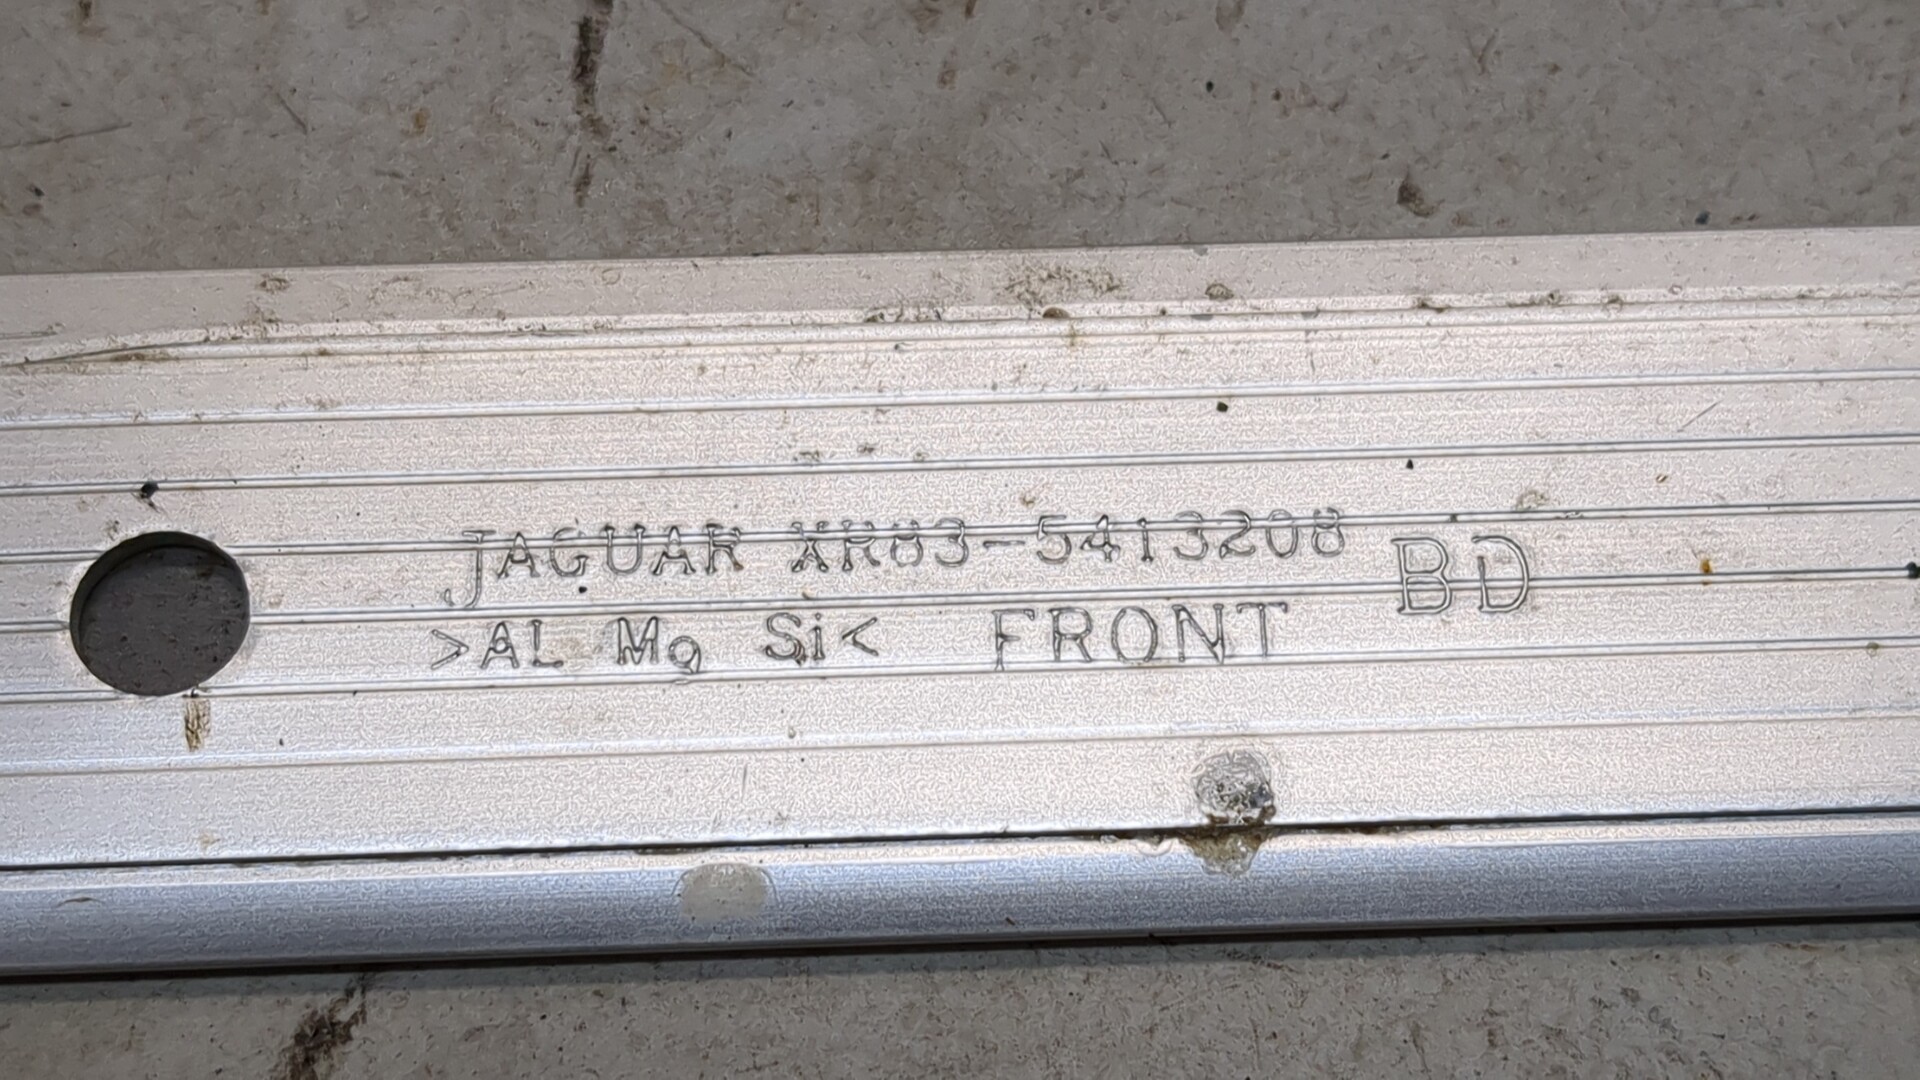 JAGUAR XR83-5413208 BD
>AL Mg Si< FRONT